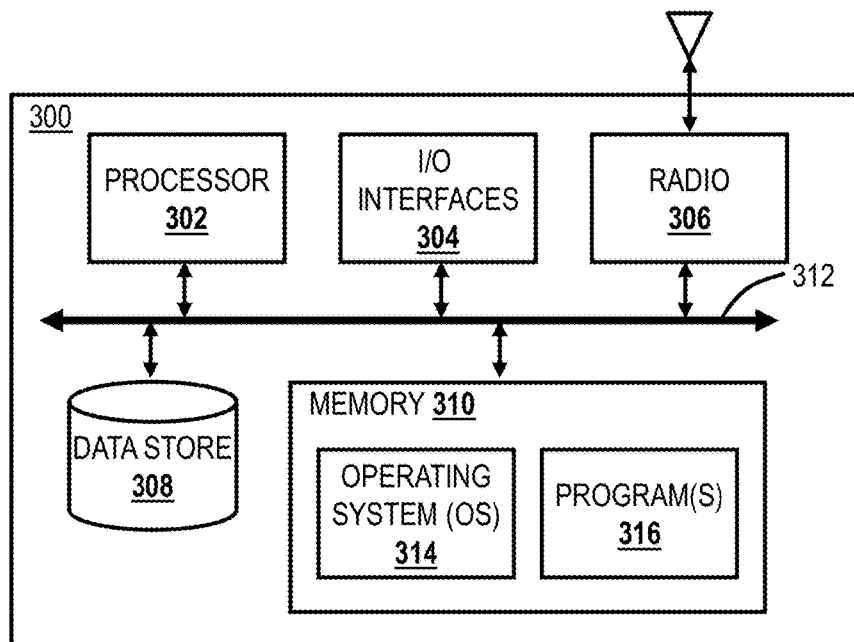 300
PROCESSOR
302
I/O
INTERFACES
304
RADIO
306
312
DATA STORE
308
MEMORY 310
OPERATING
SYSTEM (OS)
314
PROGRAM(S)
316